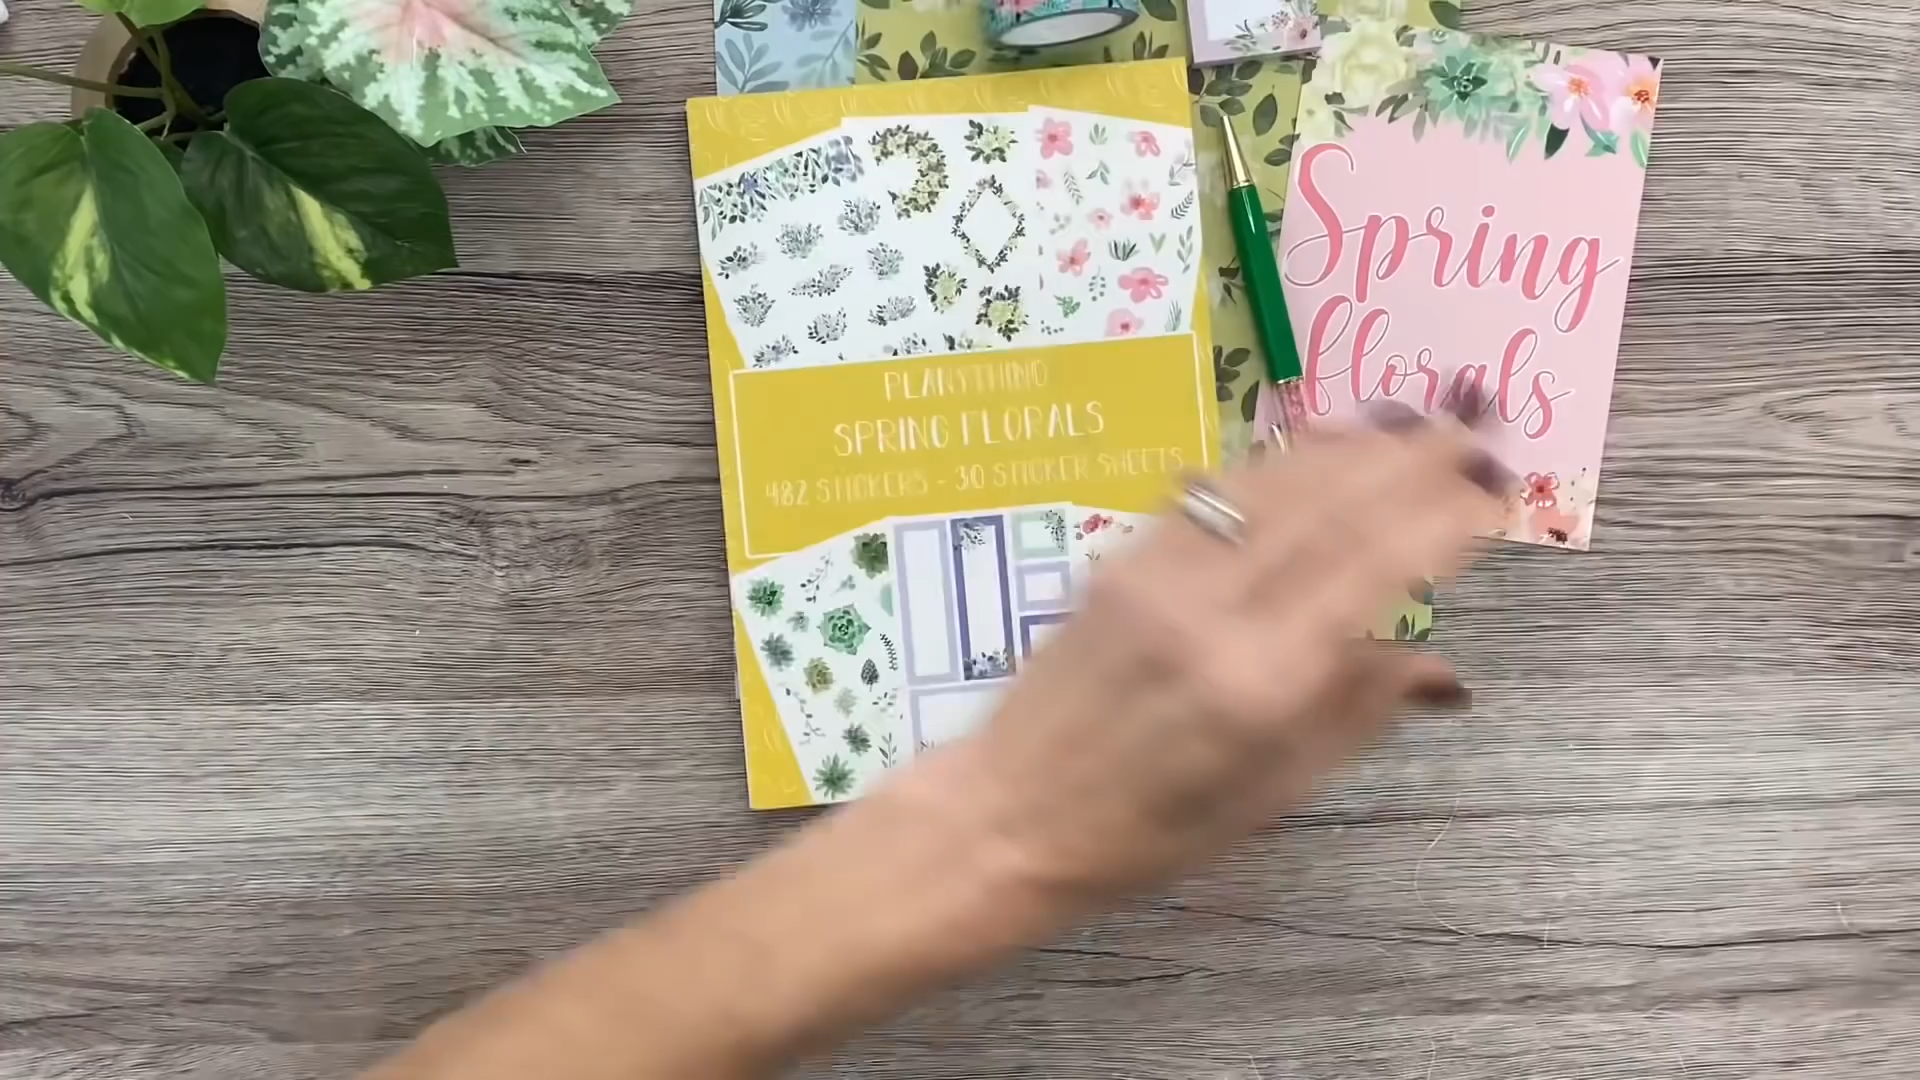 PLANYTHING
SPRING FLORALS
482 STICKERS - 30 STICKER SHEETS
Spring
florals